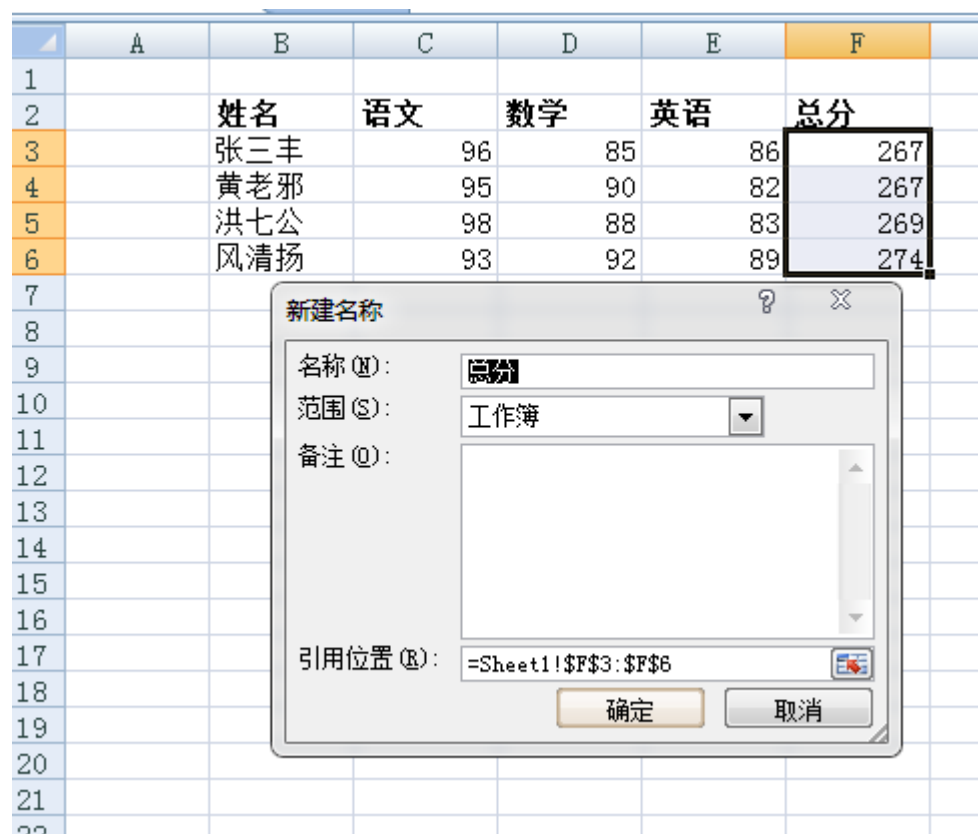 A B C D E F
1
2 姓名 语文 数学 英语 总分
3 张三丰 96 85 86 267
4 黄老邪 95 90 82 267
5 洪七公 98 88 83 269
6 风清扬 93 92 89 274
7
新建名称
8
9
名称(N): 总分
10
范围(S): 工作簿
11
备注(O):
12
13
14
15
16
17
引用位置(R): =Sheet1!$F$3:$F$6
18
确定 取消
19
20
21
22